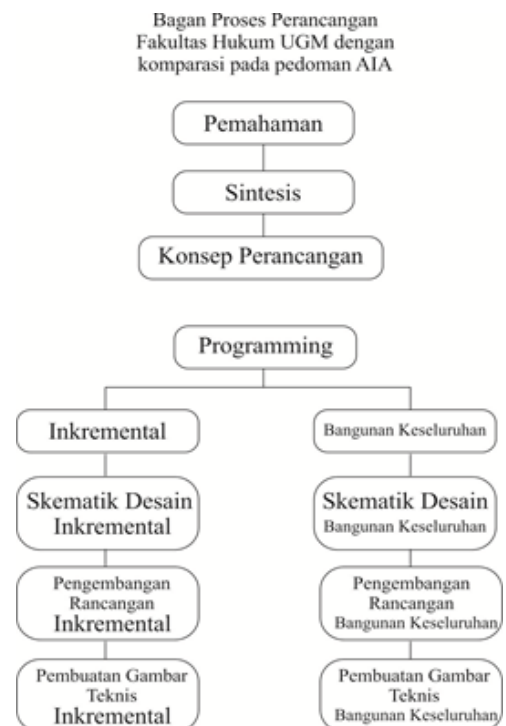 Bagan Proses Perancangan
Fakultas Hukum UGM dengan
komparasi pada pedoman AIA
Pemahaman
Sintesis
Konsep Perancangan
Programming
Inkremental
Bangunan Keseluruhan
Skematik Desain
Inkremental
Skematik Desain
Bangunan Keseluruhan
Pengembangan
Rancangan
Inkremental
Pengembangan
Rancangan
Bangunan Keseluruhan
Pembuatan Gambar
Teknis
Inkremental
Pembuatan Gambar
Teknis
Bangunan Keseluruhan